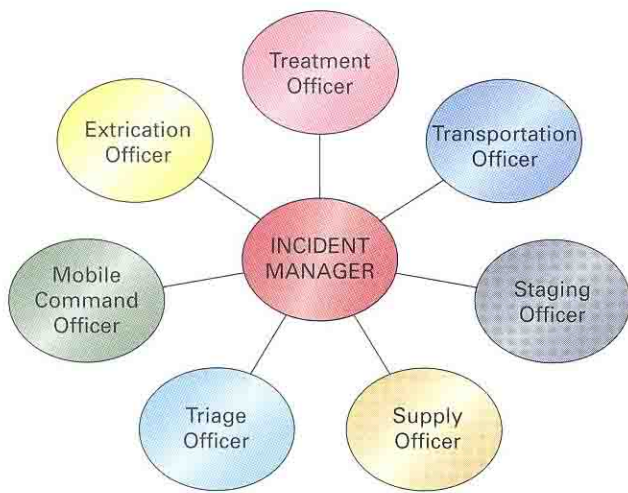 Treatment
Officer
Extrication
Officer
Transportation
Officer
INCIDENT
MANAGER
Mobile
Command
Officer
Staging
Officer
Triage
Officer
Supply
Officer